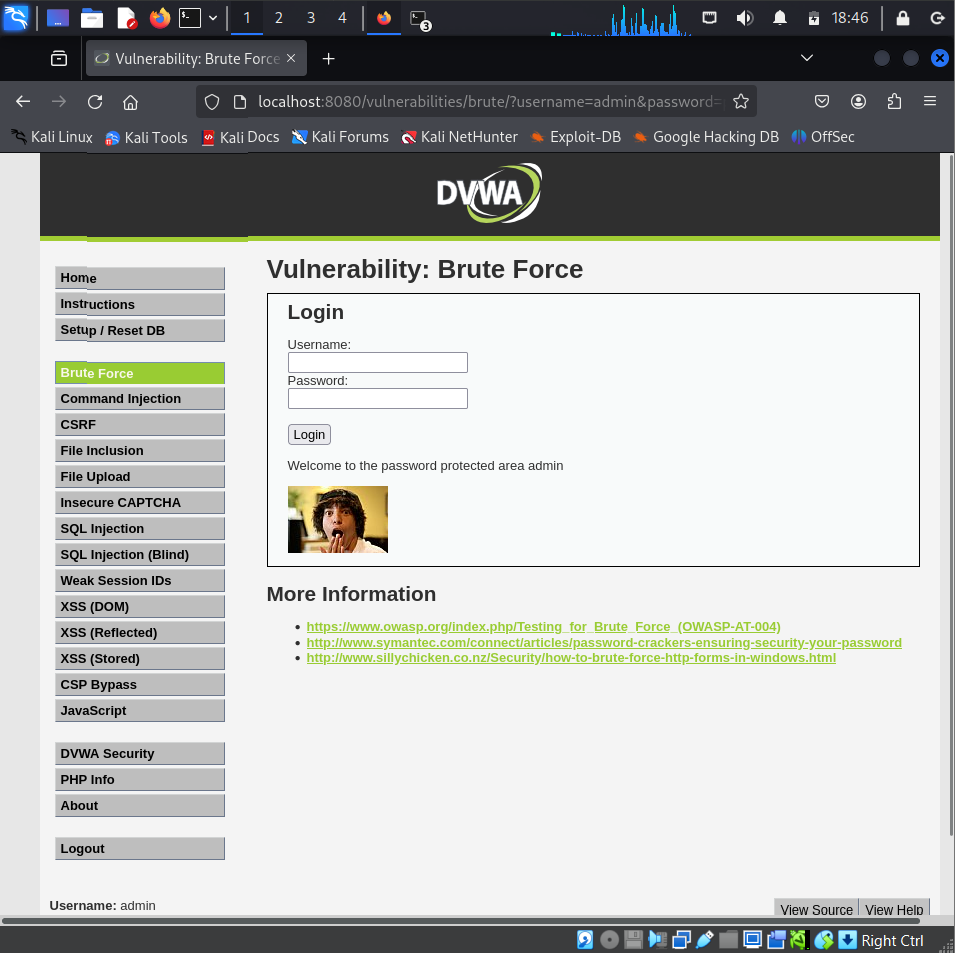 1 2 3 4 3 18:46
Vulnerability: Brute Force
localhost:8080/vulnerabilities/brute/?username=admin&password=
Kali Linux Kali Tools Kali Docs Kali Forums Kali NetHunter Exploit-DB Google Hacking DB OffSec
DVWA
Home
Instructions
Setup / Reset DB
Brute Force
Command Injection
CSRF
File Inclusion
File Upload
Insecure CAPTCHA
SQL Injection
SQL Injection (Blind)
Weak Session IDs
XSS (DOM)
XSS (Reflected)
XSS (Stored)
CSP Bypass
JavaScript
DVWA Security
PHP Info
About
Logout
Vulnerability: Brute Force
Login
Username:
Password:
Login
Welcome to the password protected area admin
More Information
• https://www.owasp.org/index.php/Testing_for_Brute_Force_(OWASP-AT-004)
• http://www.symantec.com/connect/articles/password-crackers-ensuring-security-your-password
• http://www.sillychicken.co.nz/Security/how-to-brute-force-http-forms-in-windows.html
Username: admin
View Source View Help
Right Ctrl